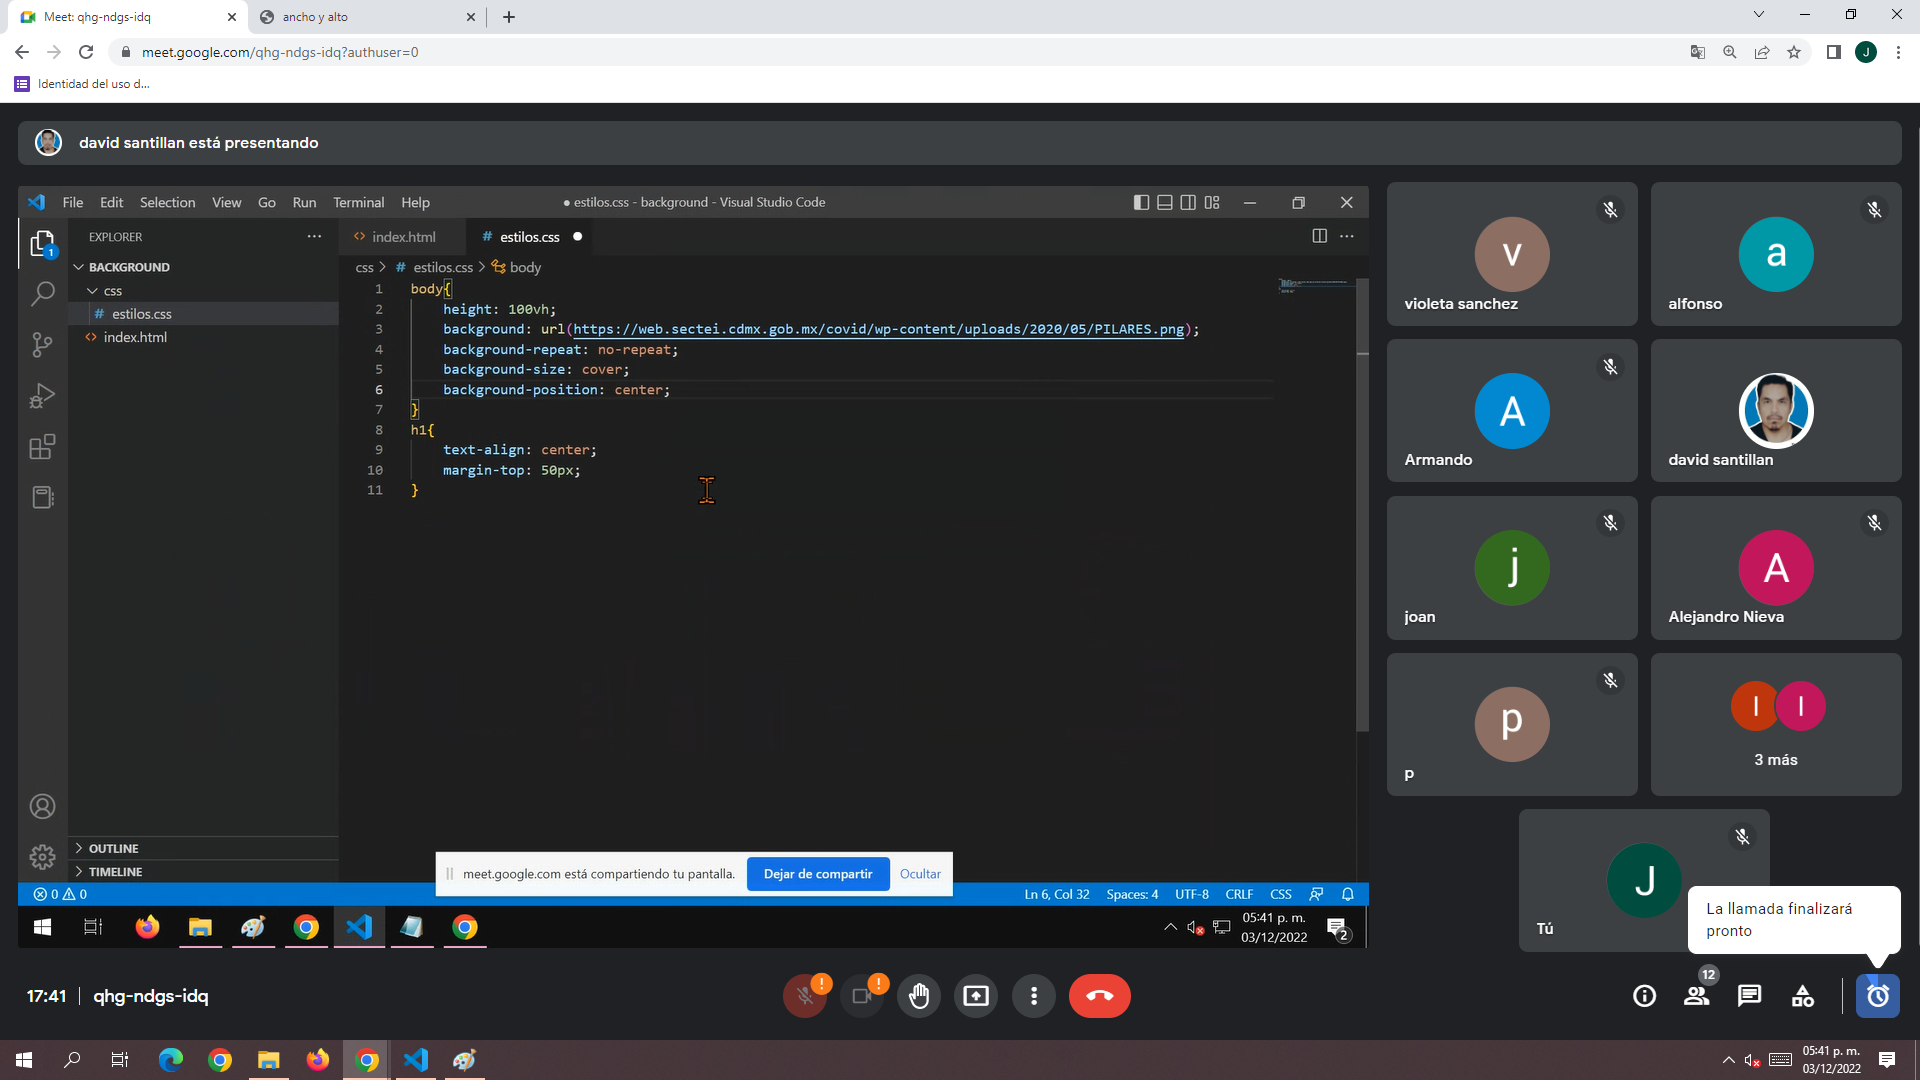 Meet: qhg-ndgs-idq
ancho y alto
meet.google.com/qhg-ndgs-idq?authuser=0
J
Identidad del uso d...
david santillan está presentando
File Edit Selection View Go Run Terminal Help
● estilos.css - background - Visual Studio Code
EXPLORER
index.html
# estilos.css ●
1
BACKGROUND
css
# estilos.css
index.html
css > # estilos.css > body
1 body{
2 height: 100vh;
3 background: url(https://web.sectei.cdmx.gob.mx/covid/wp-content/uploads/2020/05/PILARES.png);
4 background-repeat: no-repeat;
5 background-size: cover;
6 background-position: center;
7 }
8 h1{
9 text-align: center;
10 margin-top: 50px;
11 }
OUTLINE
TIMELINE
0 0
meet.google.com está compartiendo tu pantalla.
Dejar de compartir
Ocultar
Ln 6, Col 32
Spaces: 4
UTF-8
CRLF
CSS
05:41 p. m.
03/12/2022
2
v
violeta sanchez
a
alfonso
A
Armando
david santillan
j
joan
A
Alejandro Nieva
p
p
I I
3 más
J
Tú
La llamada finalizará
pronto
17:41 | qhg-ndgs-idq
!
!
12
05:41 p. m.
03/12/2022